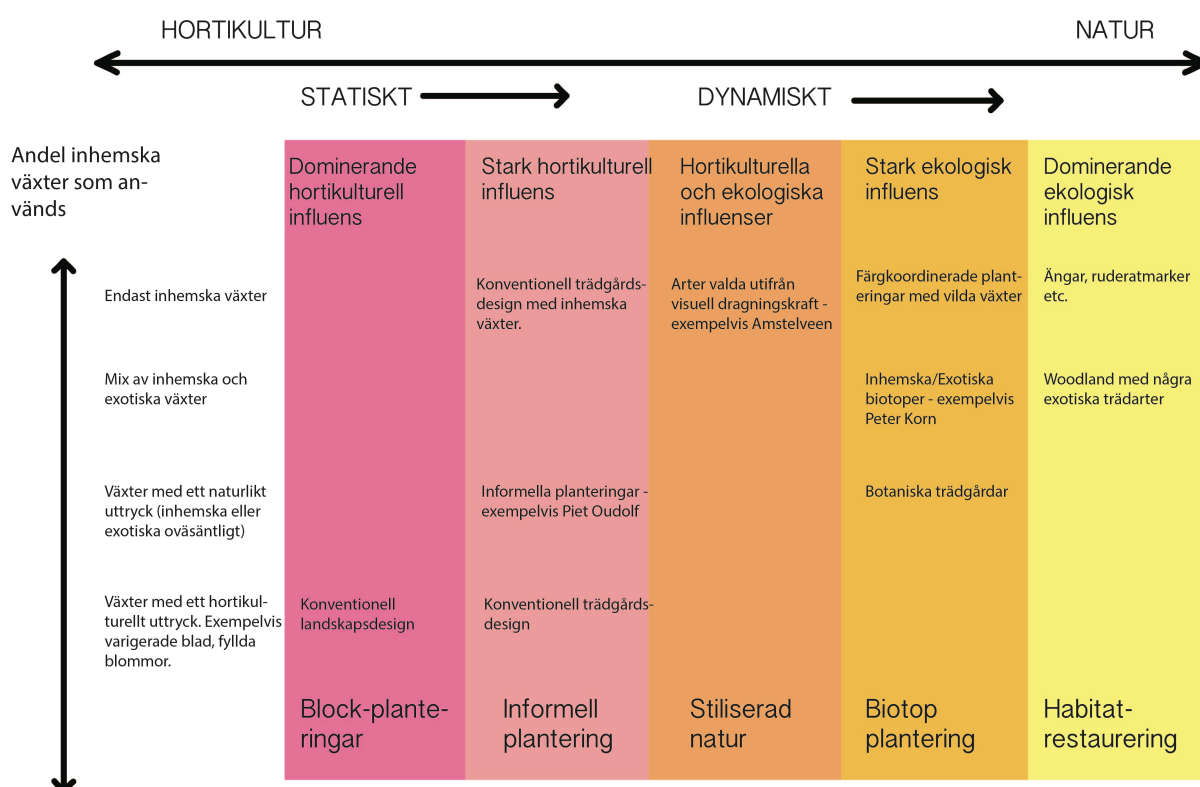 HORTIKULTUR
NATUR
STATISKT
DYNAMISKT
Andel inhemska
växter som an-
vänds
Dominerande
hortikulturell
influens
Stark hortikulturell
influens
Hortikulturella
och ekologiska
influenser
Stark ekologisk
influens
Dominerande
ekologisk
influens
Endast inhemska växter
Konventionell trädgårds-
design med inhemska
växter.
Arter valda utifrån
visuell dragningskraft -
exempelvis Amstelveen
Färgkoordinerade plant-
eringar med vilda växter
Ängar, ruderatmarker
etc.
Mix av inhemska och
exotiska växter
Inhemska/Exotiska
biotoper - exempelvis
Peter Korn
Woodland med några
exotiska trädarter
Växter med ett naturlikt
uttryck (inhemska eller
exotiska oväsäntligt)
Informella planteringar -
exempelvis Piet Oudolf
Botaniska trädgårdar
Växter med ett hortikul-
turellt uttryck. Exempelvis
varigerade blad, fyllda
blommor.
Konventionell
landskapsdesign
Konventionell trädgårds-
design
Block-plante-
ringar
Informell
plantering
Stiliserad
natur
Biotop
plantering
Habitat-
restaurering